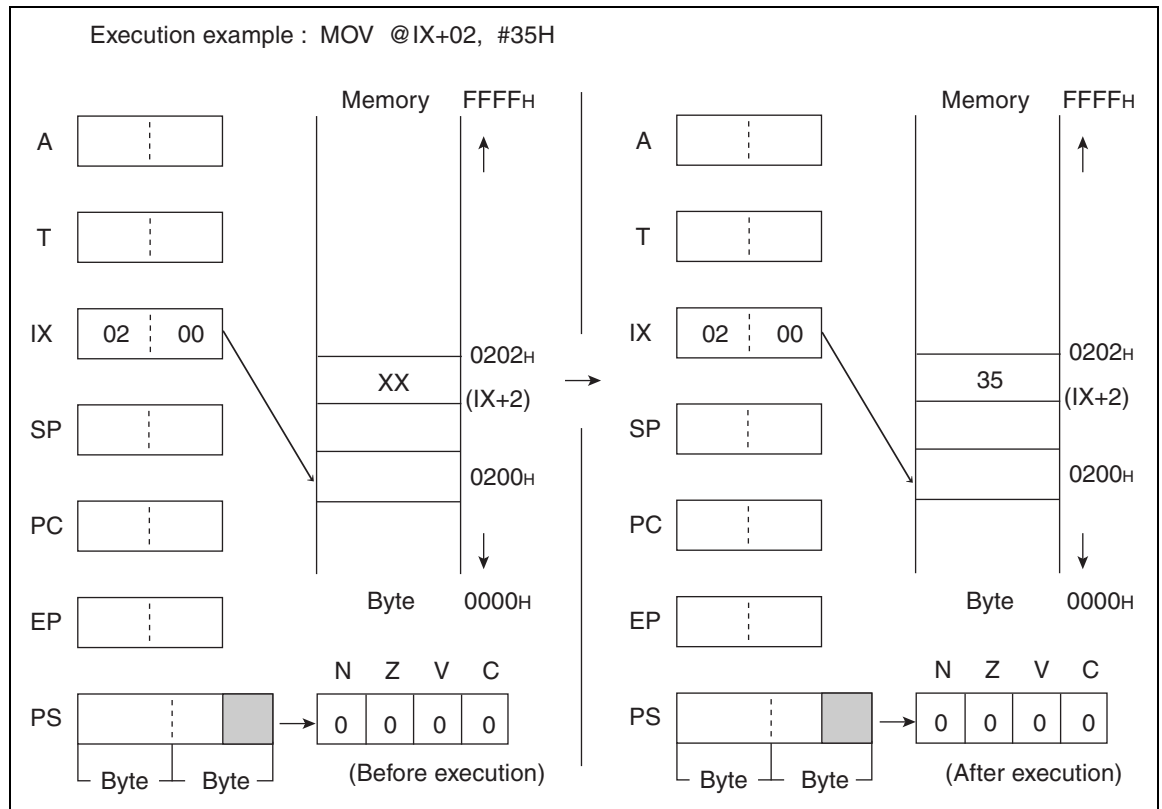 Execution example : MOV @IX+02, #35H
Memory FFFFH
A
T
IX 02 00
0202H
XX
(IX+2)
SP
0200H
PC
Byte 0000H
EP
N Z V C
PS 0 0 0 0
Byte Byte (Before execution)
Memory FFFFH
A
T
IX 02 00
0202H
35
(IX+2)
SP
0200H
PC
Byte 0000H
EP
N Z V C
PS 0 0 0 0
Byte Byte (After execution)